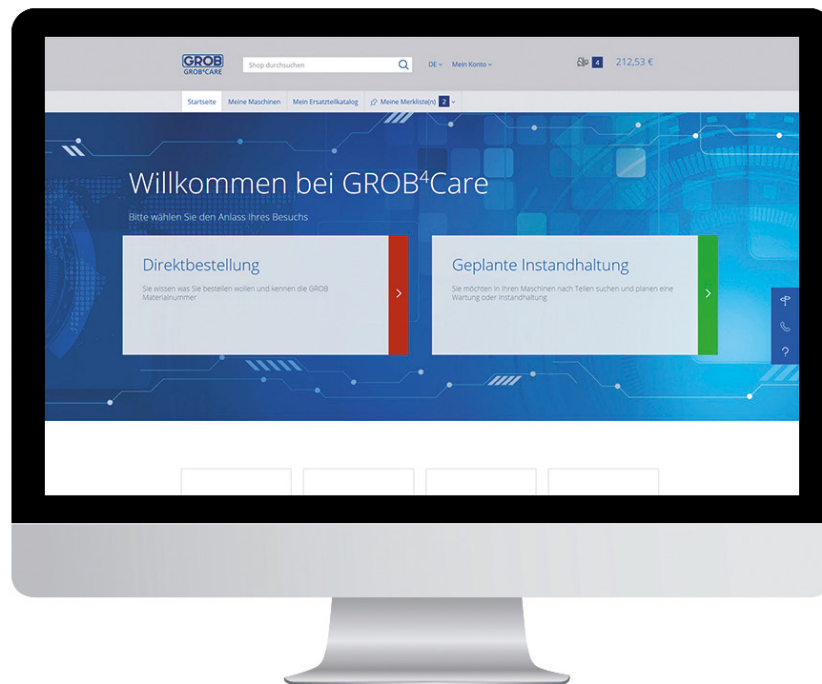 GROB
GROB⁴CARE
Shop durchsuchen
DE
Mein Konto
4
212,53 €
Startseite
Meine Maschinen
Mein Ersatzteilkatalog
Meine Merkliste(n) 2
Willkommen bei GROB⁴Care
Bitte wählen Sie den Anlass Ihres Besuchs
Direktbestellung
Sie wissen was Sie bestellen wollen und kennen die GROB
Materialnummer
Geplante Instandhaltung
Sie möchten in Ihren Maschinen nach Teilen suchen und planen eine
Wartung oder Instandhaltung
?